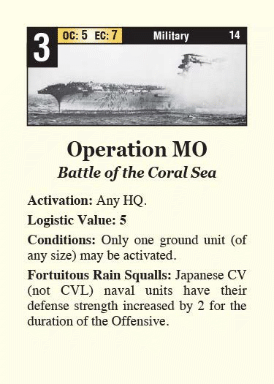 3 OC: 5 EC: 7 Military 14
Operation MO
Battle of the Coral Sea
Activation: Any HQ.
Logistic Value: 5
Conditions: Only one ground unit (of
any size) may be activated.
Fortuitous Rain Squalls: Japanese CV
(not CVL) naval units have their
defense strength increased by 2 for the
duration of the Offensive.